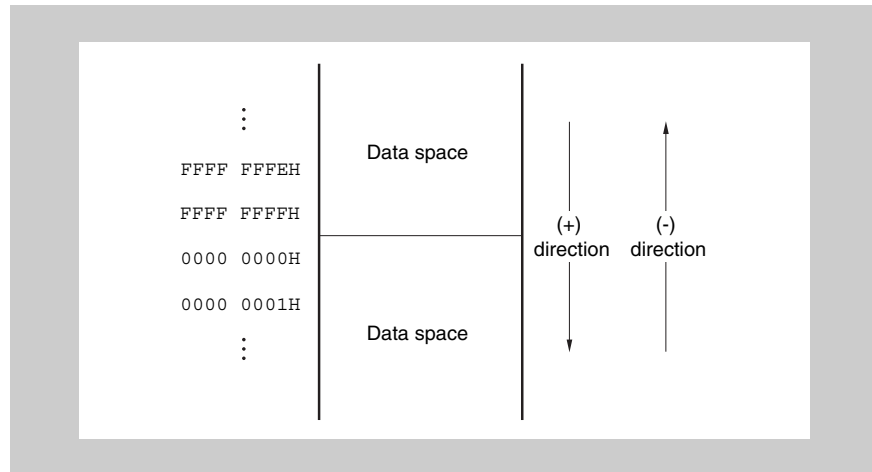 ⋮
FFFF FFFEH
FFFF FFFFH
0000 0000H
0000 0001H
⋮
Data space
Data space
(+)
direction
(-)
direction